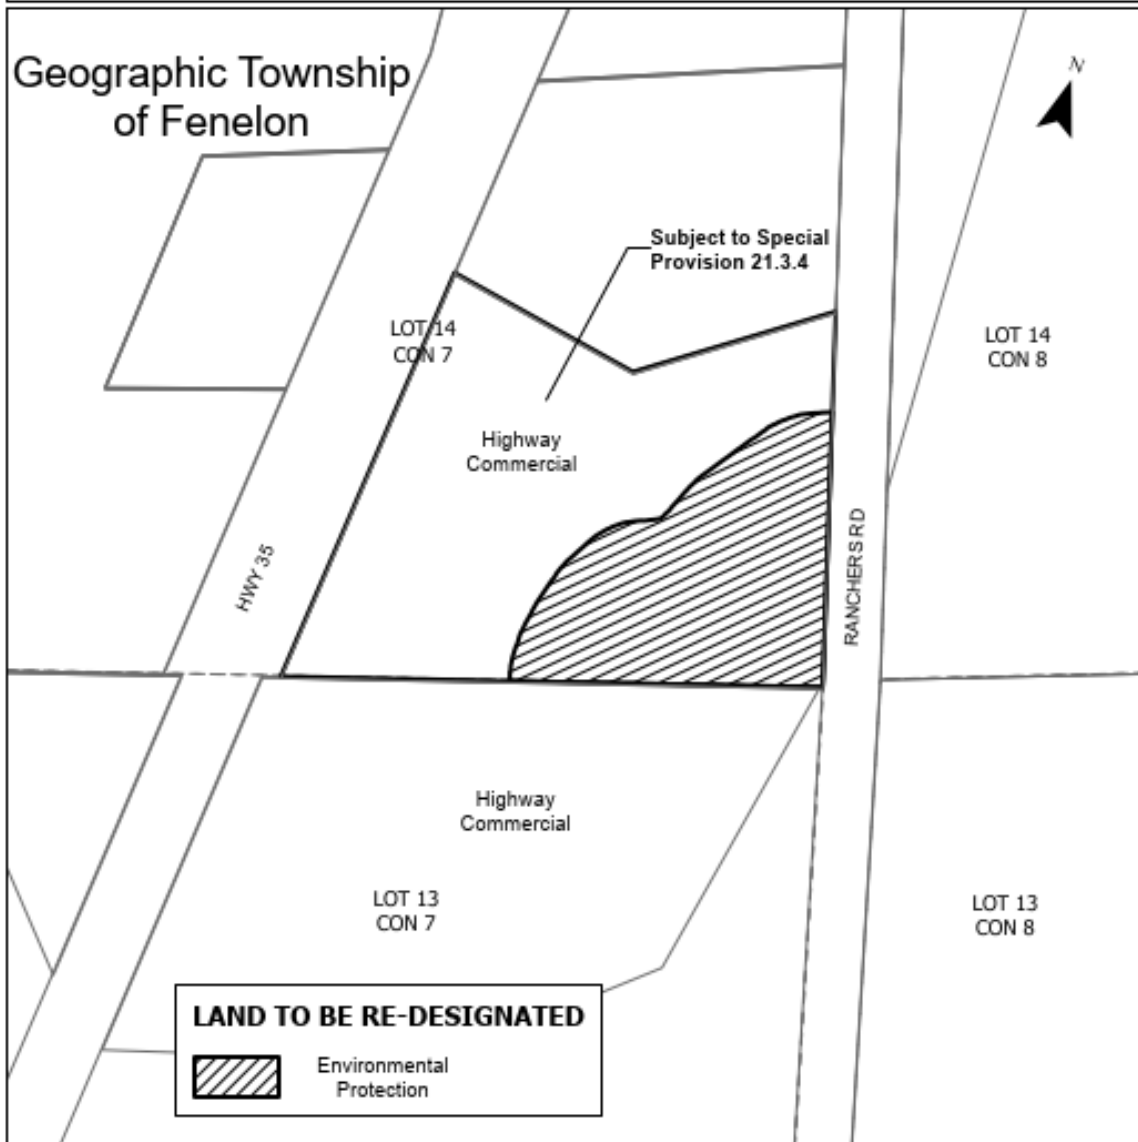 Geographic Township
of Fenelon
N
Subject to Special
Provision 21.3.4
LOT 14
CON 7
LOT 14
CON 8
Highway
Commercial
HWY 35
RANCHERS RD
Highway
Commercial
LOT 13
CON 7
LOT 13
CON 8
LAND TO BE RE-DESIGNATED
Environmental
Protection